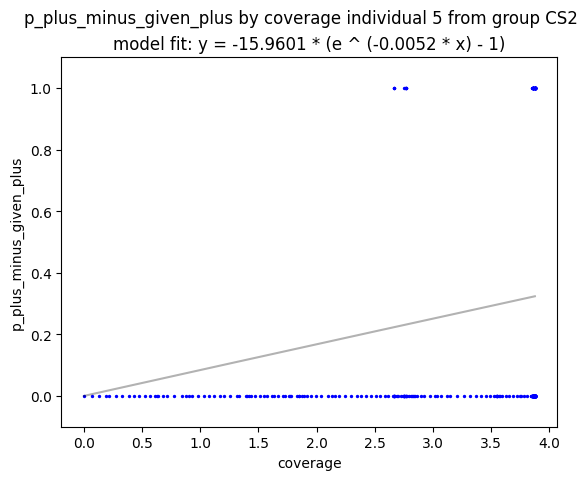 p_plus_minus_given_plus by coverage individual 5 from group CS2
model fit: y = -15.9601 * (e ^ (-0.0052 * x) - 1)
p_plus_minus_given_plus
1.0
0.8
0.6
0.4
0.2
0.0
0.0 0.5 1.0 1.5 2.0 2.5 3.0 3.5 4.0
coverage